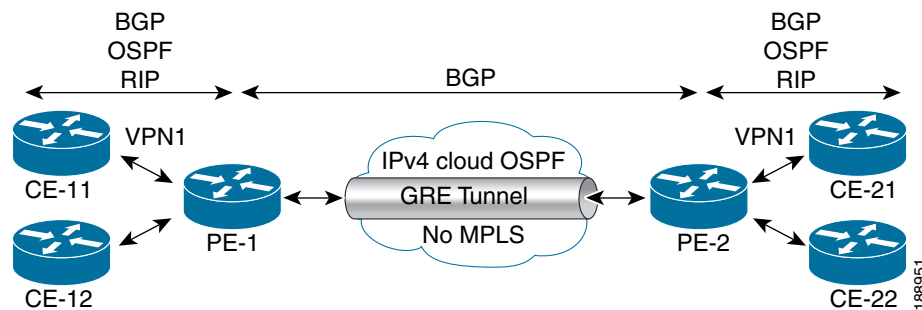 BGP
OSPF
RIP
BGP
BGP
OSPF
RIP
VPN1
CE-11
CE-12
PE-1
IPv4 cloud OSPF
GRE Tunnel
No MPLS
PE-2
VPN1
CE-21
CE-22
188951